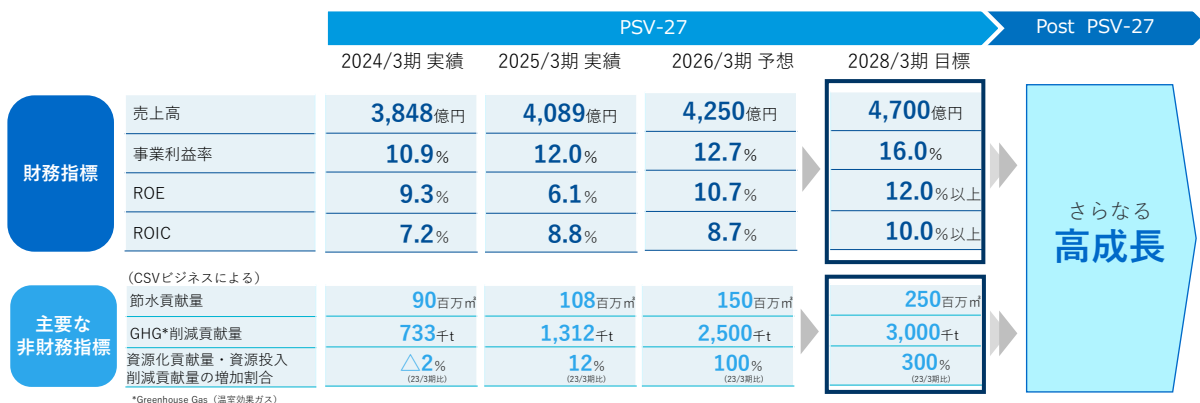 PSV-27
Post PSV-27
2024/3期 実績 2025/3期 実績 2026/3期 予想 2028/3期 目標
財務指標
売上高 3,848億円 4,089億円 4,250億円 4,700億円
事業利益率 10.9% 12.0% 12.7% 16.0%
ROE 9.3% 6.1% 10.7% 12.0%以上
ROIC 7.2% 8.8% 8.7% 10.0%以上
さらなる
高成長
(CSVビジネスによる)
主要な
非財務指標
節水貢献量 90百万㎥ 108百万㎥ 150百万㎥ 250百万㎥
GHG*削減貢献量 733千t 1,312千t 2,500千t 3,000千t
資源化貢献量・資源投入
削減貢献量の増加割合
△2% 12% 100% 300%
(23/3期比) (23/3期比) (23/3期比) (23/3期比)
*Greenhouse Gas(温室効果ガス)